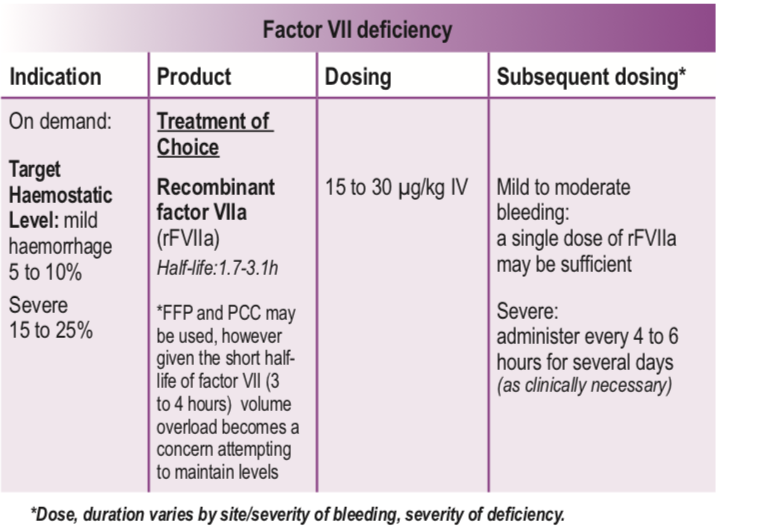 Factor VII deficiency
Indication
Product
Dosing
Subsequent dosing*
On demand:
Target
Haemostatic
Level: mild
haemorrhage
5 to 10%
Severe
15 to 25%
Treatment of
Choice
Recombinant
factor VIIa
(rFVIIa)
Half-life:1.7-3.1h
*FFP and PCC may
be used, however
given the short half-
life of factor VII (3
to 4 hours) volume
overload becomes a
concern attempting
to maintain levels
15 to 30 µg/kg IV
Mild to moderate
bleeding:
a single dose of rFVIIa
may be sufficient
Severe:
administer every 4 to 6
hours for several days
(as clinically necessary)
*Dose, duration varies by site/severity of bleeding, severity of deficiency.